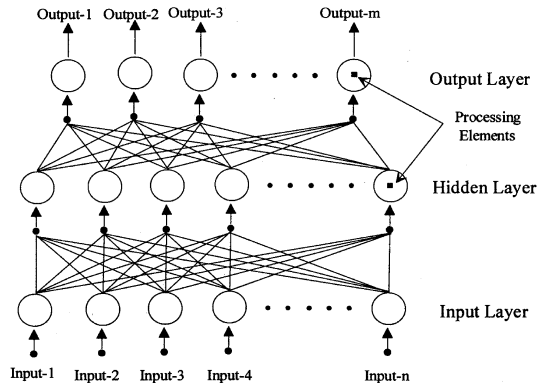 Output-1 Output-2 Output-3 Output-m
Output Layer
Processing
Elements
Hidden Layer
Input Layer
Input-1 Input-2 Input-3 Input-4 Input-n